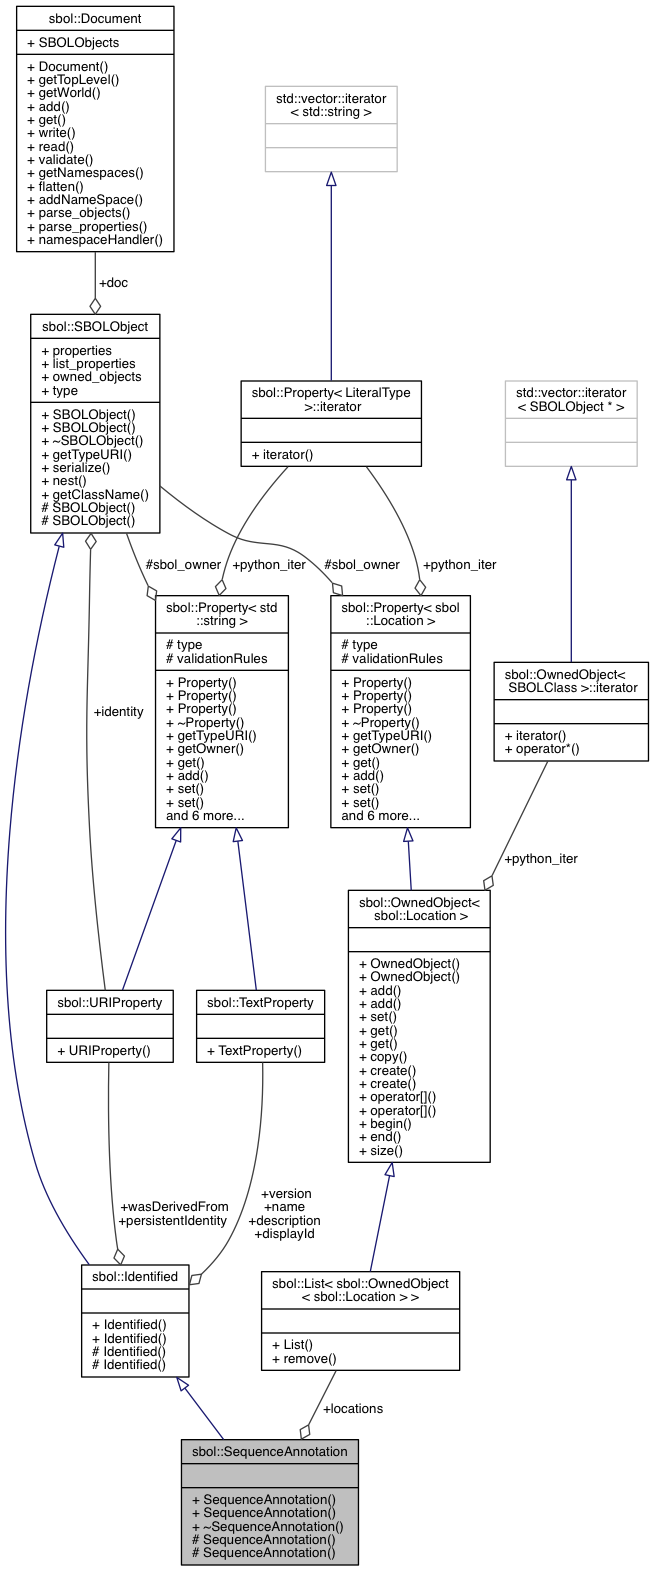 sbol::Document
+ SBOLObjects
+ Document()
+ getTopLevel()
+ getWorld()
+ add()
+ get()
+ write()
+ read()
+ validate()
+ getNamespaces()
+ flatten()
+ addNameSpace()
+ parse_objects()
+ parse_properties()
+ namespaceHandler()
std::vector::iterator
< std::string >
+doc
sbol::SBOLObject
+ properties
+ list_properties
+ owned_objects
+ type
+ SBOLObject()
+ SBOLObject()
+ ~SBOLObject()
+ getTypeURI()
+ serialize()
+ nest()
+ getClassName()
# SBOLObject()
# SBOLObject()
sbol::Property< LiteralType
>::iterator
+ iterator()
std::vector::iterator
< SBOLObject * >
#sbol_owner
+python_iter
#sbol_owner
+python_iter
sbol::Property< std
::string >
# type
# validationRules
+ Property()
+ Property()
+ Property()
+ ~Property()
+ getTypeURI()
+ getOwner()
+ get()
+ add()
+ set()
+ set()
and 6 more...
sbol::Property< sbol
::Location >
# type
# validationRules
+ Property()
+ Property()
+ Property()
+ ~Property()
+ getTypeURI()
+ getOwner()
+ get()
+ add()
+ set()
+ set()
and 6 more...
sbol::OwnedObject<
SBOLClass >::iterator
+ iterator()
+ operator*()
+identity
+python_iter
sbol::OwnedObject<
sbol::Location >
+ OwnedObject()
+ OwnedObject()
+ add()
+ add()
+ set()
+ get()
+ get()
+ copy()
+ create()
+ create()
+ operator[]()
+ operator[]()
+ begin()
+ end()
+ size()
sbol::URIProperty
+ URIProperty()
sbol::TextProperty
+ TextProperty()
+wasDerivedFrom
+persistentIdentity
+version
+name
+description
+displayId
sbol::Identified
+ Identified()
+ Identified()
# Identified()
# Identified()
sbol::List< sbol::OwnedObject
< sbol::Location > >
+ List()
+ remove()
+locations
sbol::SequenceAnnotation
+ SequenceAnnotation()
+ SequenceAnnotation()
+ ~SequenceAnnotation()
# SequenceAnnotation()
# SequenceAnnotation()